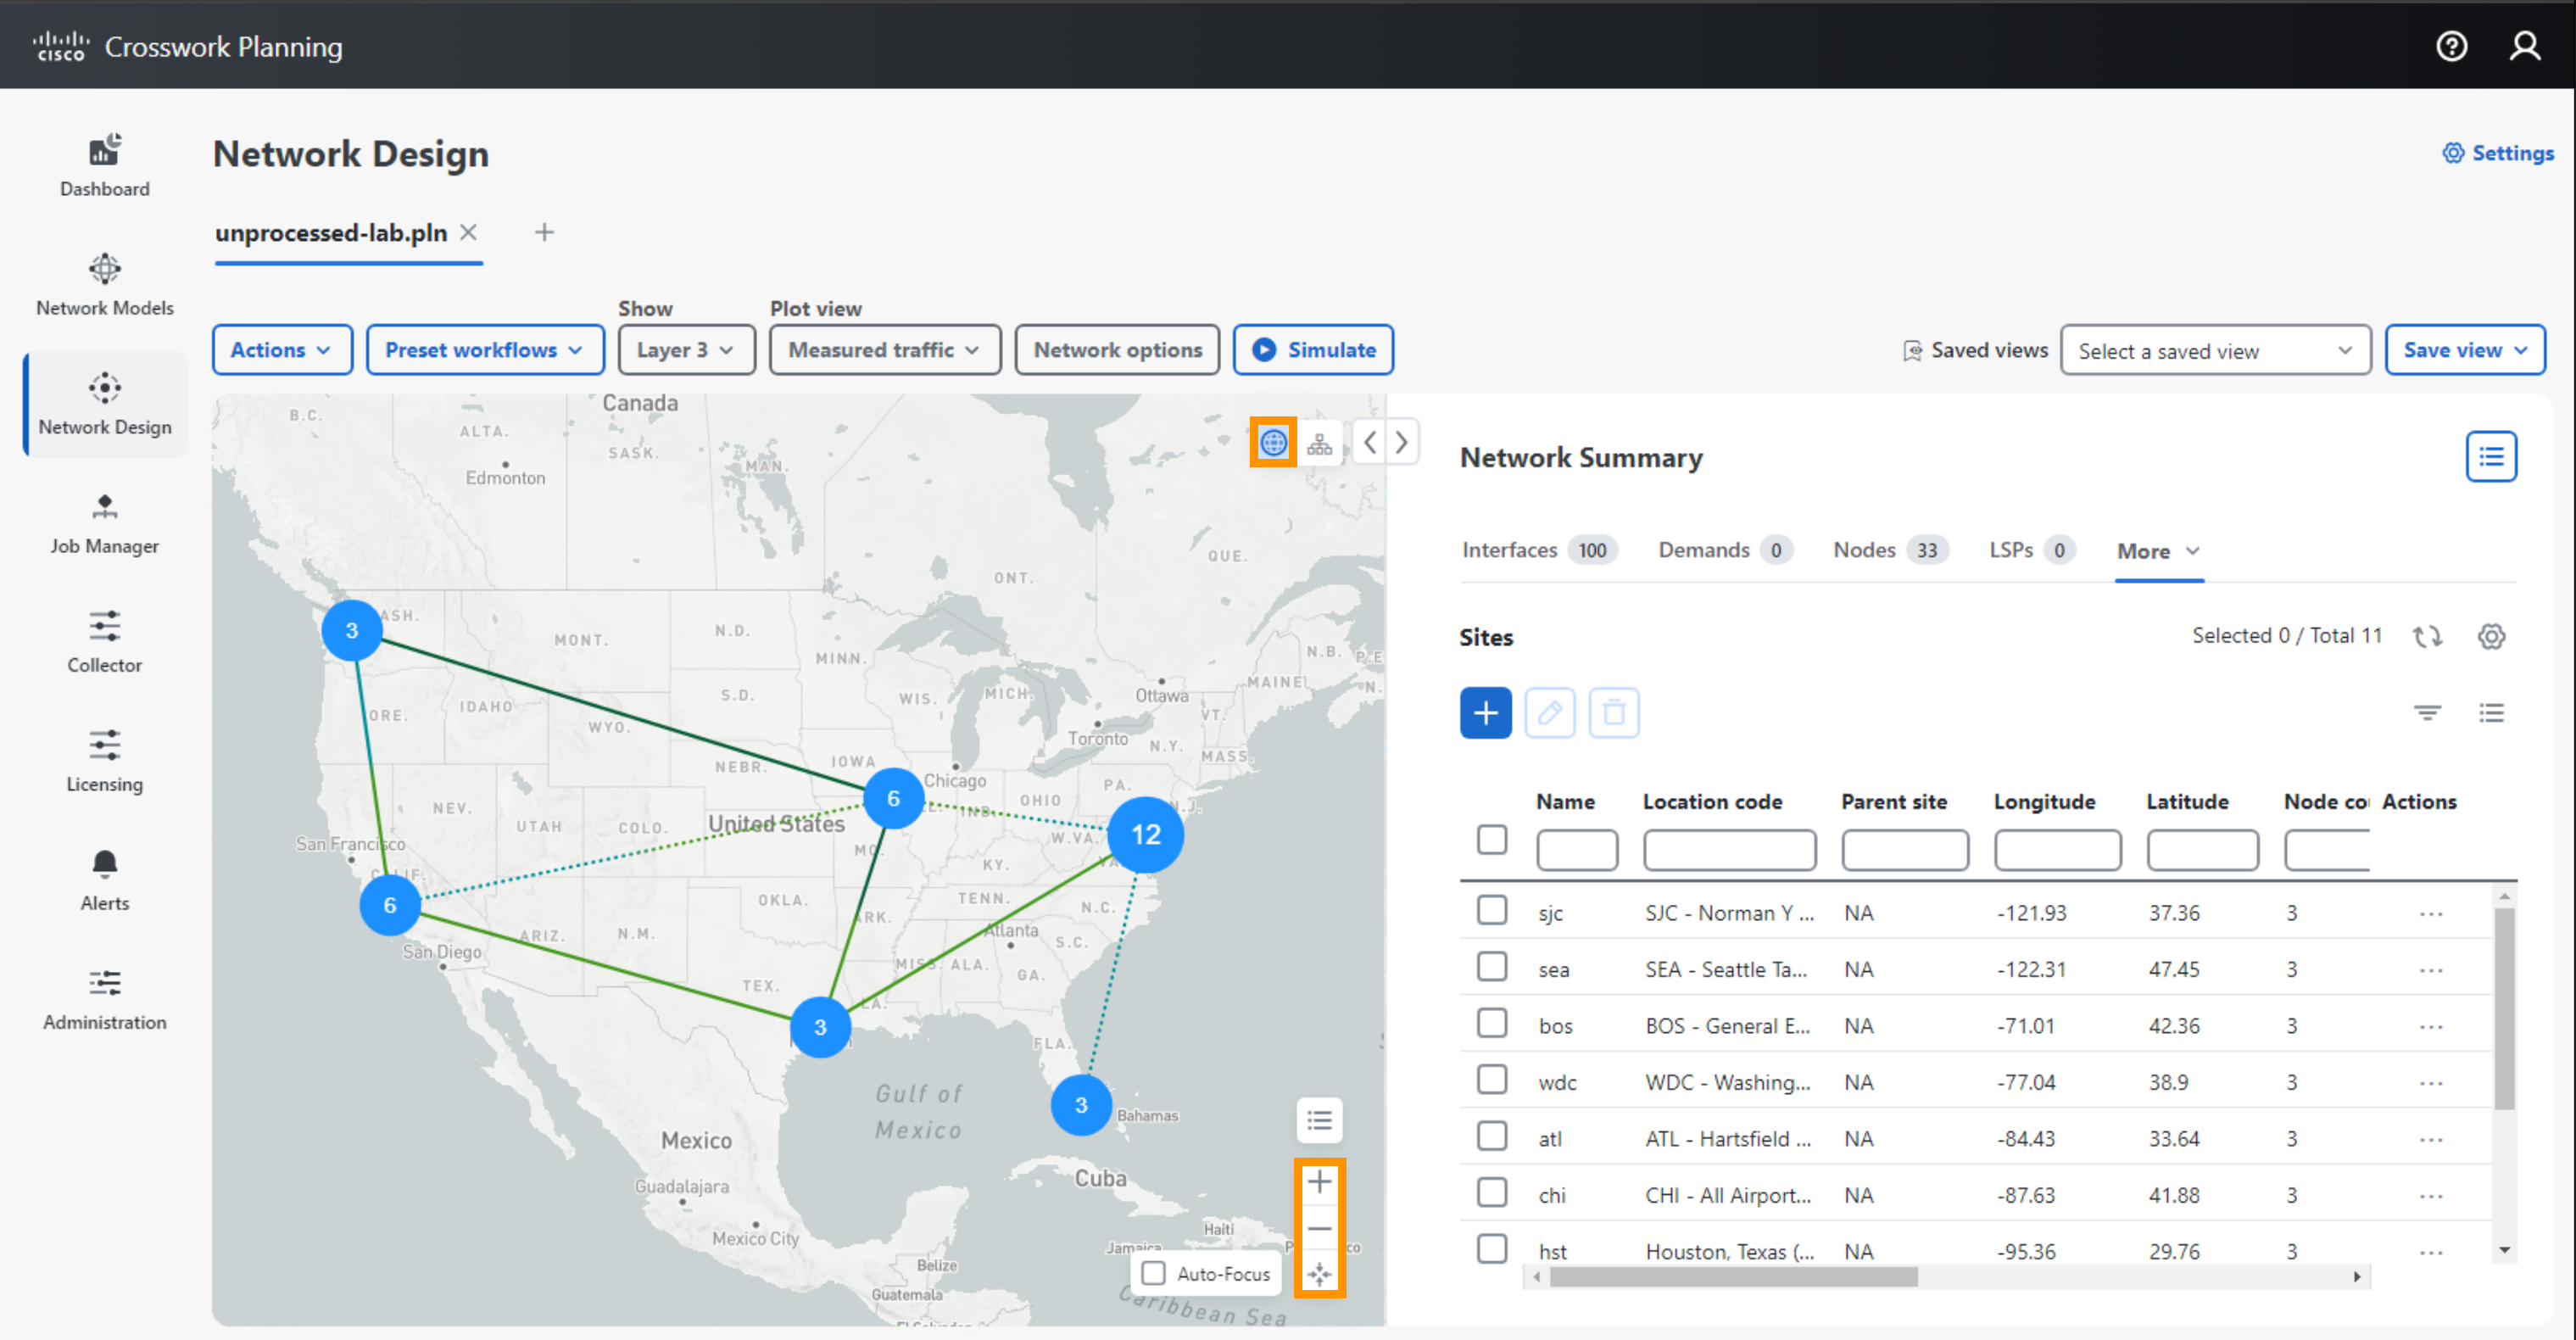 CISCO Crosswork Planning
Dashboard
Network Models
Network Design
Job Manager
Collector
Licensing
Alerts
Administration
Network Design
Settings
unprocessed-lab.pln
Show
Plot view
Actions
Preset workflows
Layer 3
Measured traffic
Network options
Simulate
Saved views
Select a saved view
Save view
Canada
B.C.
ALTA.
SASK.
MAN.
Edmonton
QUE.
ONT.
N.B.
P.E
N.
ASH.
MONT.
N.D.
MINN.
Ottawa
MAINE
WIS.
MICH.
S.D.
ORE.
IDAHO
WYO.
VT.
Toronto
N.Y.
MASS.
IOWA
NEBR.
Chicago
PA.
N.J.
OHIO
IND.
NEV.
UTAH
COLO.
United States
W.VA.
VA
San Francisco
MO.
KY.
CALIF.
OKLA.
TENN.
N.C.
ARK.
Atlanta
S.C.
ARIZ.
N.M.
San Diego
MISS.
ALA.
GA.
TEX.
LA.
FLA.
3
6
12
6
3
3
Gulf of
Mexico
Bahamas
Mexico
Cuba
Guadalajara
Mexico City
Haiti
Jamaica
P
co
Belize
Guatemala
El Salvador
Caribbean Sea
Auto-Focus
Network Summary
Interfaces 100
Demands 0
Nodes 33
LSPs 0
More
Sites
Selected 0 / Total 11
Name Location code Parent site Longitude Latitude Node co Actions
sjc SJC - Norman Y ... NA -121.93 37.36 3 ...
sea SEA - Seattle Ta... NA -122.31 47.45 3 ...
bos BOS - General E... NA -71.01 42.36 3 ...
wdc WDC - Washing... NA -77.04 38.9 3 ...
atl ATL - Hartsfield ... NA -84.43 33.64 3 ...
chi CHI - All Airport... NA -87.63 41.88 3 ...
hst Houston, Texas (... NA -95.36 29.76 3 ...